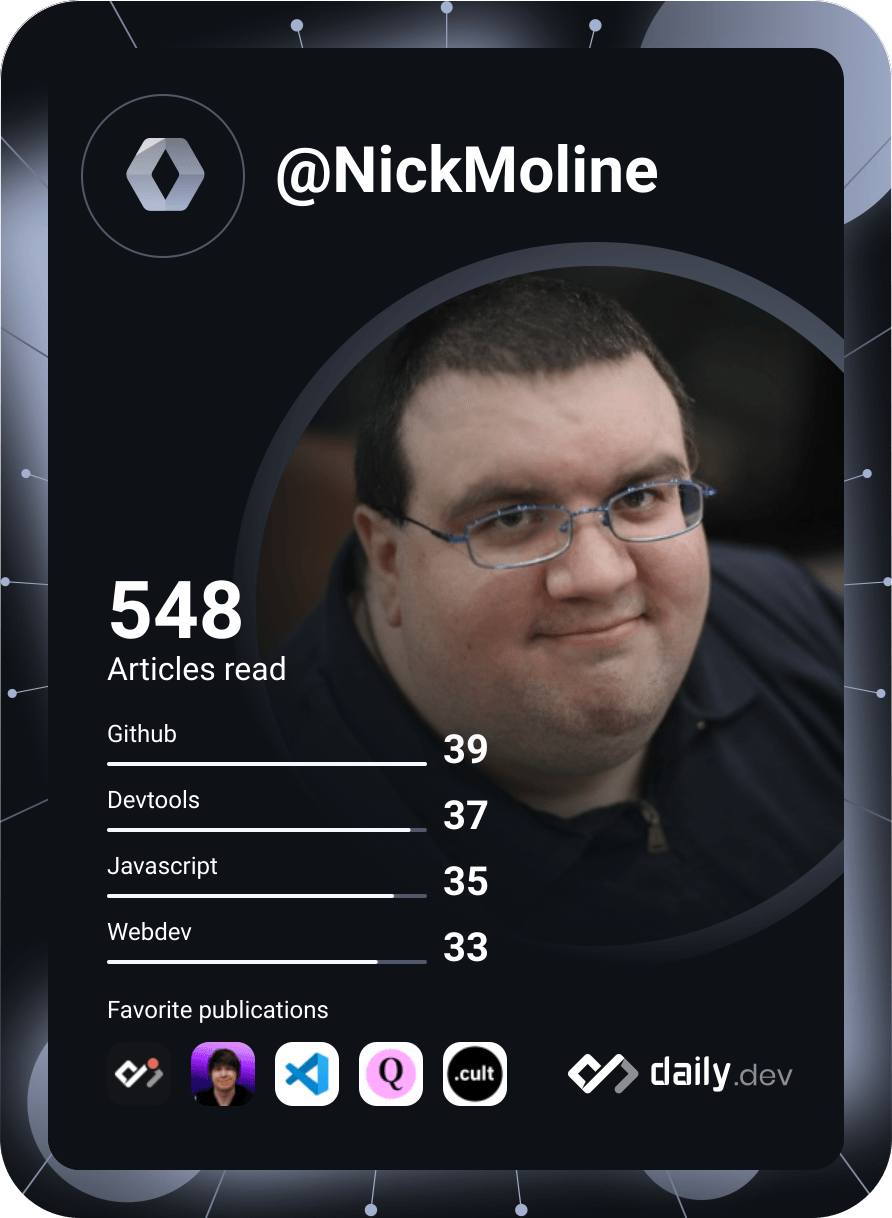 @NickMoline
548
Articles read
Github
39
Devtools
37
Javascript
35
Webdev
33
Favorite publications
Q
.cult
daily.dev